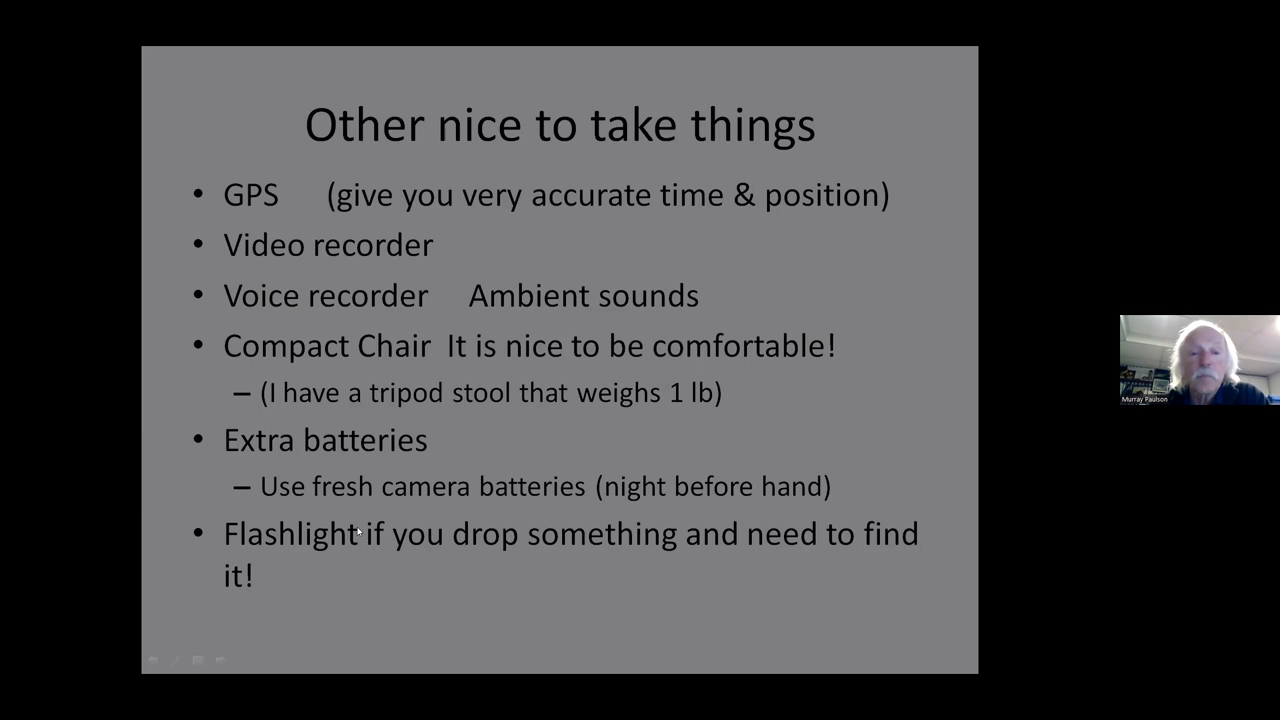 Other nice to take things
• GPS (give you very accurate time & position)
• Video recorder
• Voice recorder Ambient sounds
• Compact Chair It is nice to be comfortable!
– (I have a tripod stool that weighs 1 lb)
• Extra batteries
– Use fresh camera batteries (night before hand)
• Flashlight if you drop something and need to find
it!
Murray Paulson